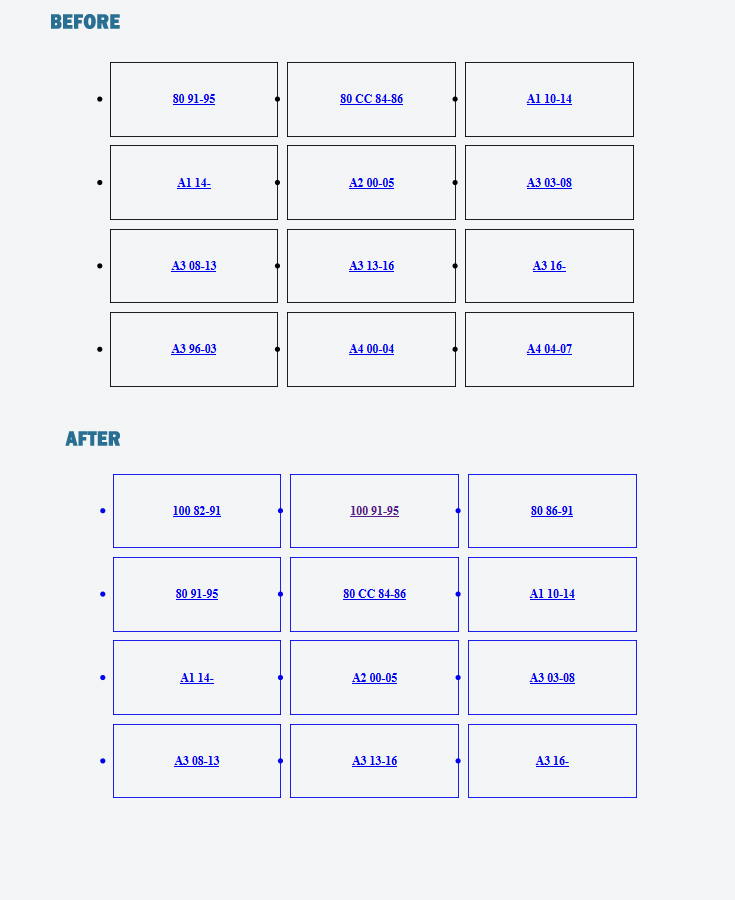 BEFORE
80 91-95
80 CC 84-86
A1 10-14
A1 14-
A2 00-05
A3 03-08
A3 08-13
A3 13-16
A3 16-
A3 96-03
A4 00-04
A4 04-07
AFTER
100 82-91
100 91-95
80 86-91
80 91-95
80 CC 84-86
A1 10-14
A1 14-
A2 00-05
A3 03-08
A3 08-13
A3 13-16
A3 16-